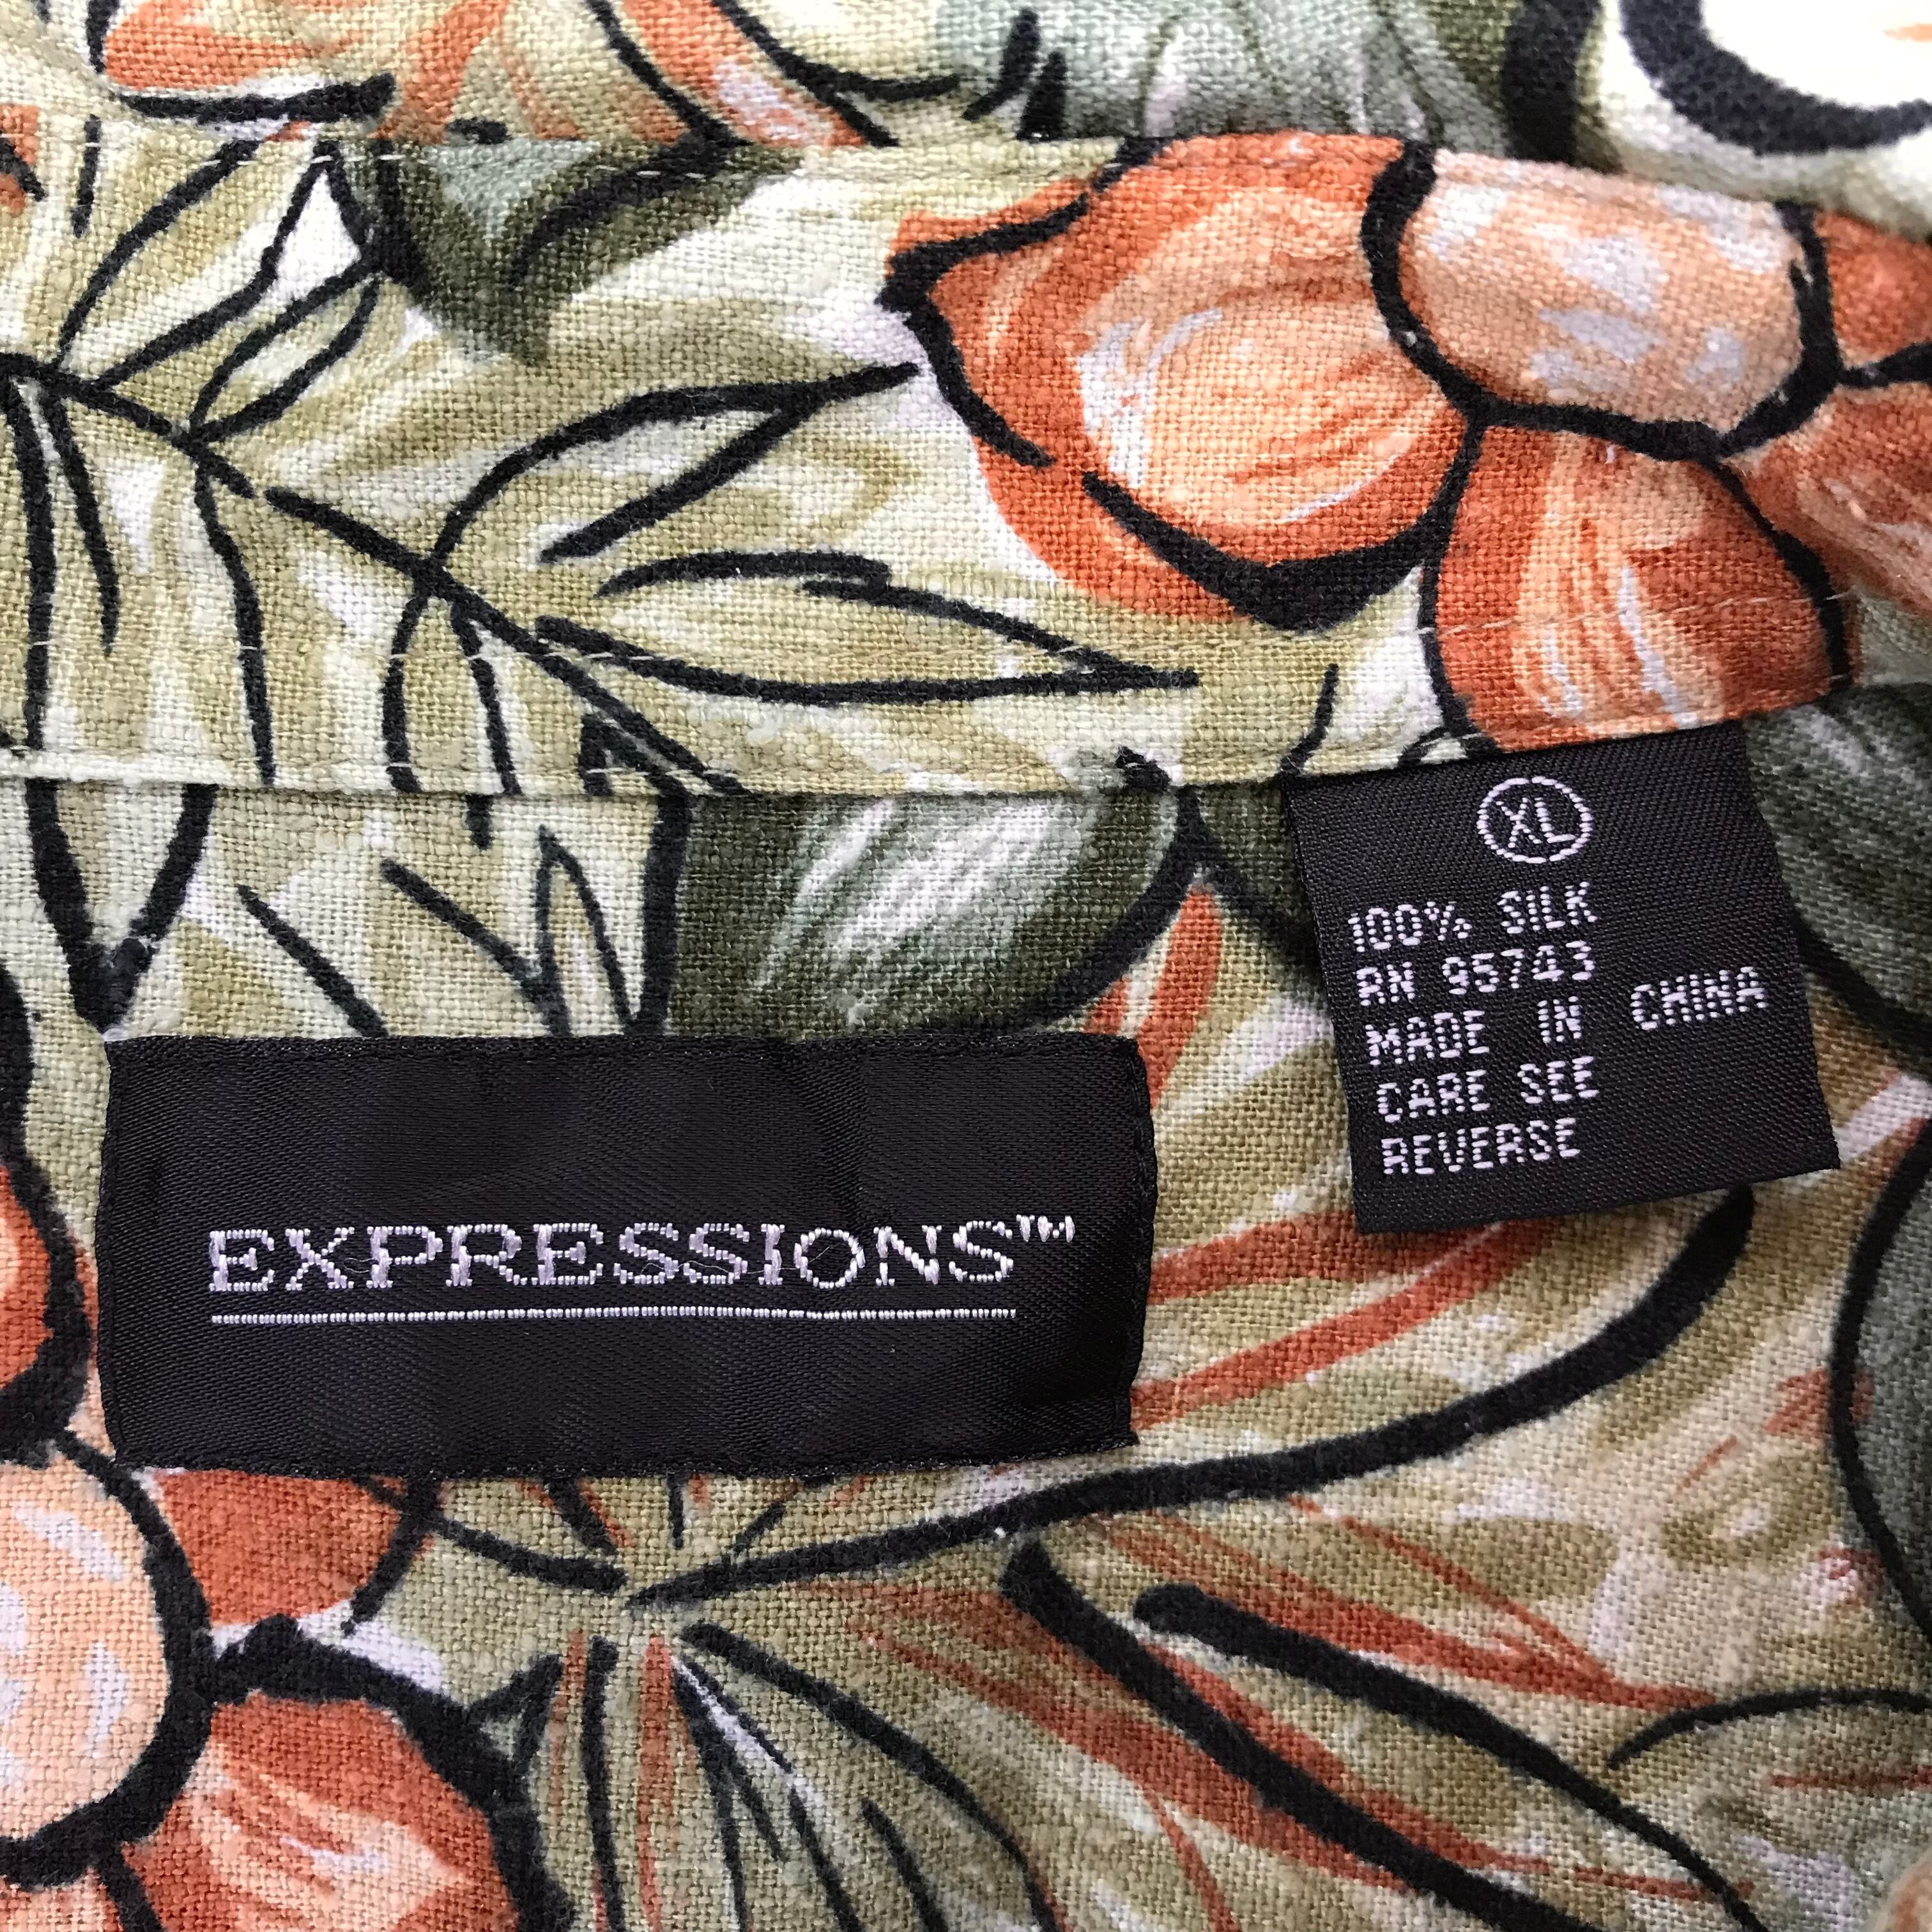 XL
100% SILK
RN 95743
MADE IN CHINA
CARE SEE
REVERSE
EXPRESSIONS™